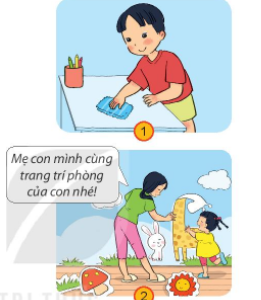 1
Mẹ con mình cùng
trang trí phòng
của con nhé!
2